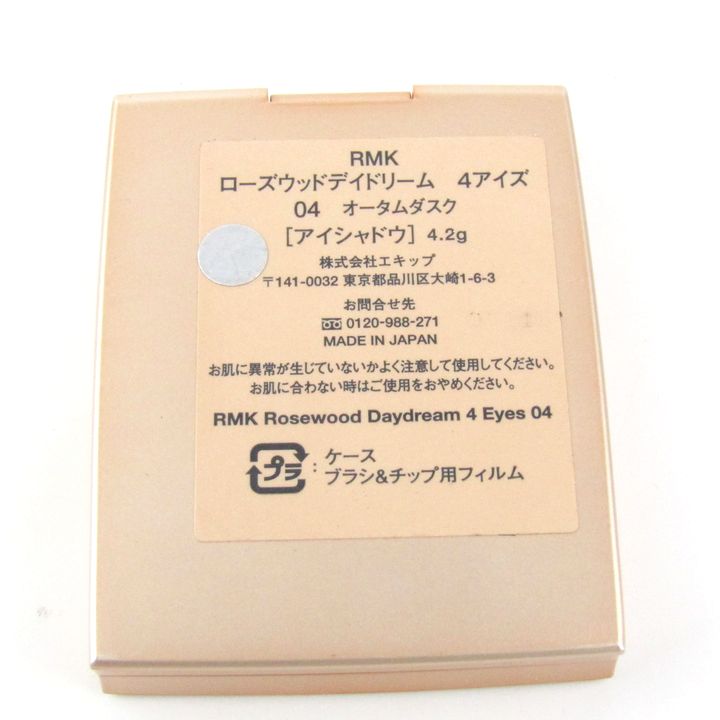 RMK
ローズウッドデイドリーム　4アイズ
04　オータムダスク
[アイシャドウ] 4.2g
株式会社エキップ
〒141-0032 東京都品川区大崎1-6-3
お問合せ先
0120-988-271
MADE IN JAPAN
お肌に異常が生じていないかよく注意して使用してください。
お肌に合わない時はご使用をおやめください。
RMK Rosewood Daydream 4 Eyes 04
プラ : ケース
ブラシ&チップ用フィルム